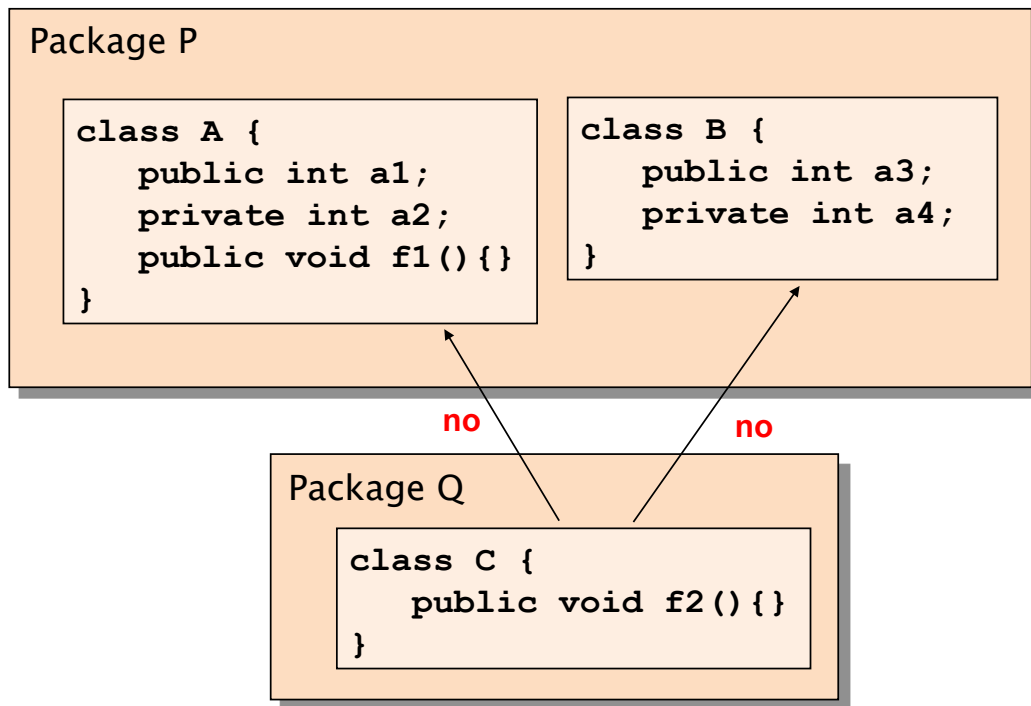 Package P
class A {
   public int a1;
   private int a2;
   public void f1(){}
}
class B {
   public int a3;
   private int a4;
}
no
no
Package Q
class C {
   public void f2(){}
}